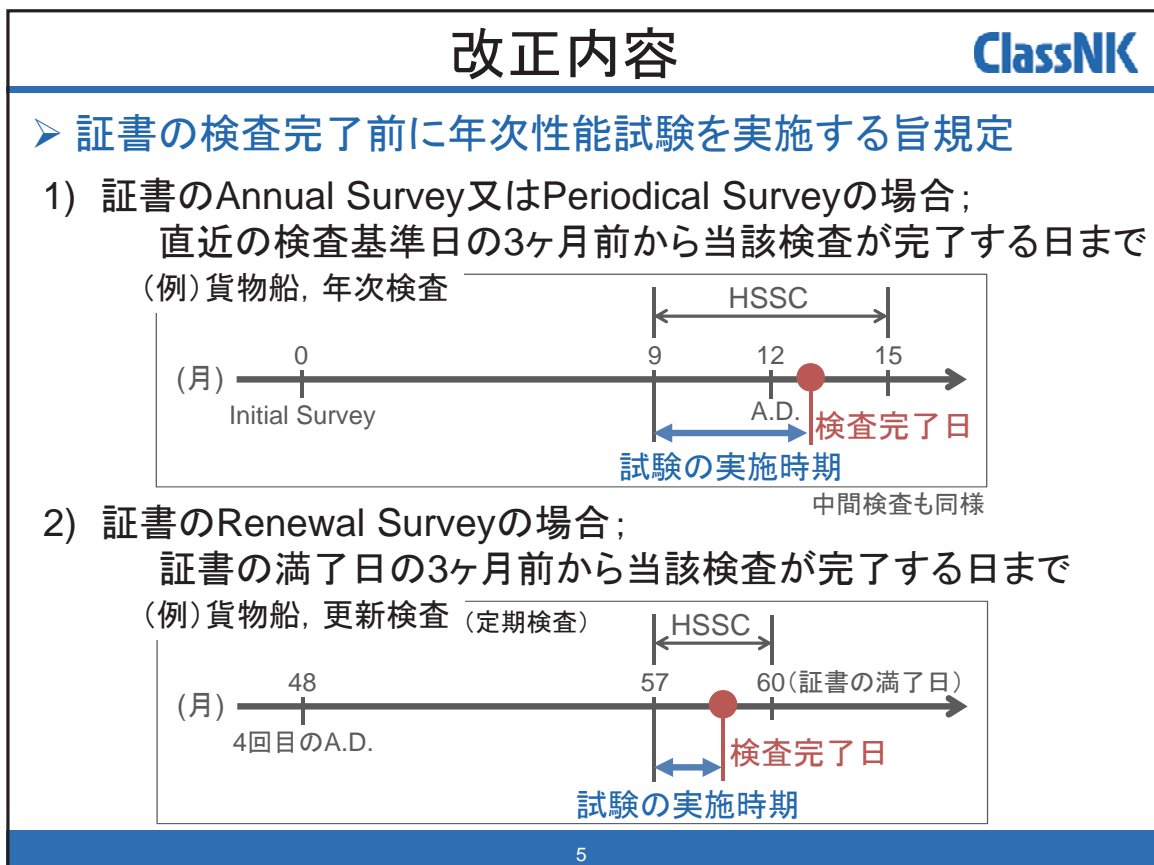 改正内容
ClassNK
➢ 証書の検査完了前に年次性能試験を実施する旨規定
1) 証書のAnnual Survey又はPeriodical Surveyの場合;
直近の検査基準日の3ヶ月前から当該検査が完了する日まで
(例)貨物船, 年次検査
HSSC
0 9 12 15
(月)
Initial Survey A.D. 検査完了日
試験の実施時期
中間検査も同様
2) 証書のRenewal Surveyの場合;
証書の満了日の3ヶ月前から当該検査が完了する日まで
(例)貨物船, 更新検査 (定期検査)
HSSC
48 57 60(証書の満了日)
(月)
4回目のA.D. 検査完了日
試験の実施時期
5